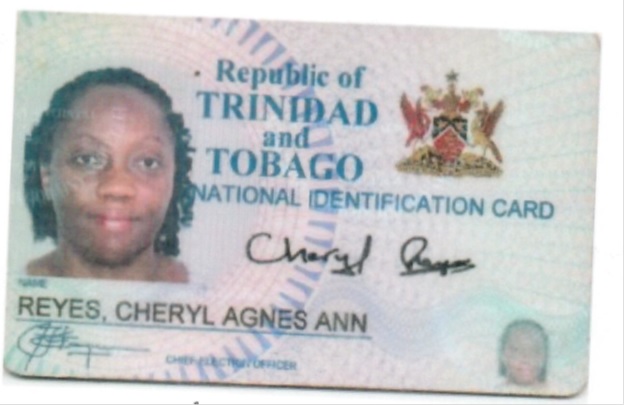 Republic of
TRINIDAD
and
TOBAGO
NATIONAL IDENTIFICATION CARD
Cheryl Reyes
NAME
REYES, CHERYL AGNES ANN
CHIEF ELECTION OFFICER